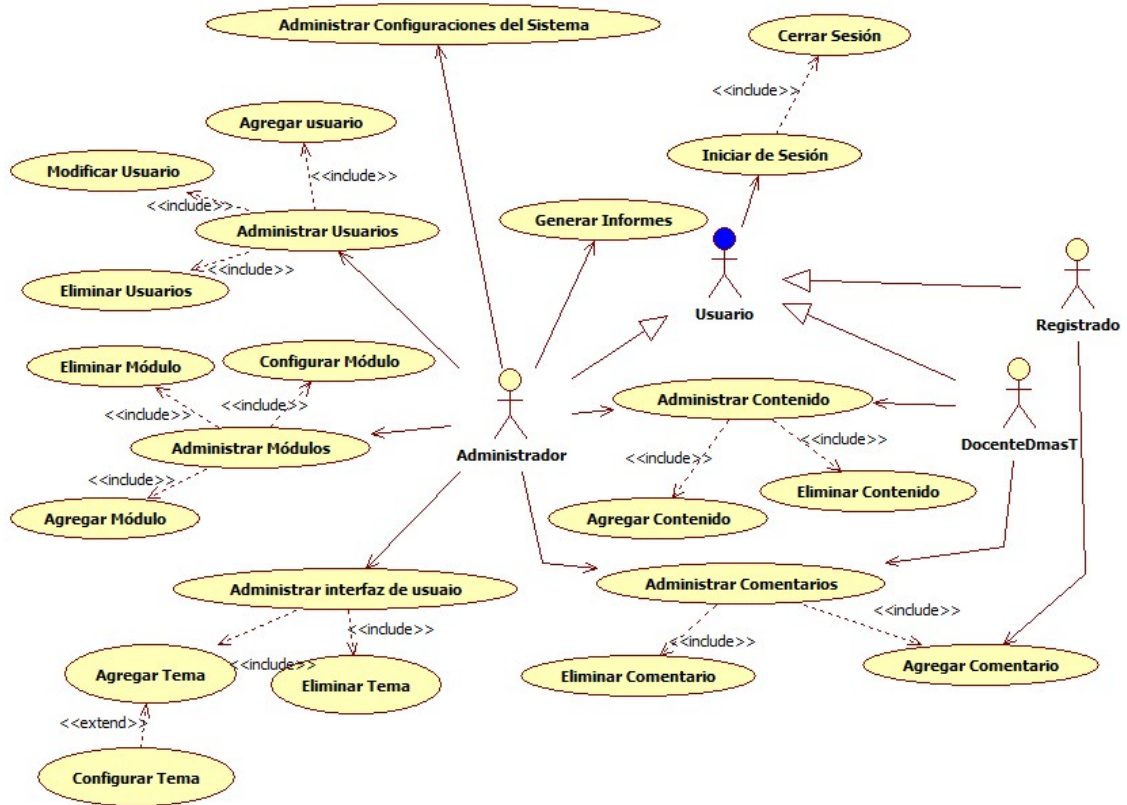 Administrar Configuraciones del Sistema
Cerrar Sesión
<<include>>
Agregar usuario
Iniciar de Sesión
Modificar Usuario
<<include>>
<<include>>
Generar Informes
Administrar Usuarios
<<include>>
Eliminar Usuarios
Usuario
Registrado
Eliminar Módulo
Configurar Módulo
<<include>>
<<include>>
Administrar Contenido
Administrar Módulos
Administrador
<<include>>
DocenteDmasT
<<include>>
<<include>>
Eliminar Contenido
Agregar Módulo
Agregar Contenido
Administrar interfaz de usuaio
Administrar Comentarios
<<include>>
<<include>>
<<include>>
<<include>>
Agregar Tema
Eliminar Tema
Eliminar Comentario
Agregar Comentario
<<extend>>
Configurar Tema